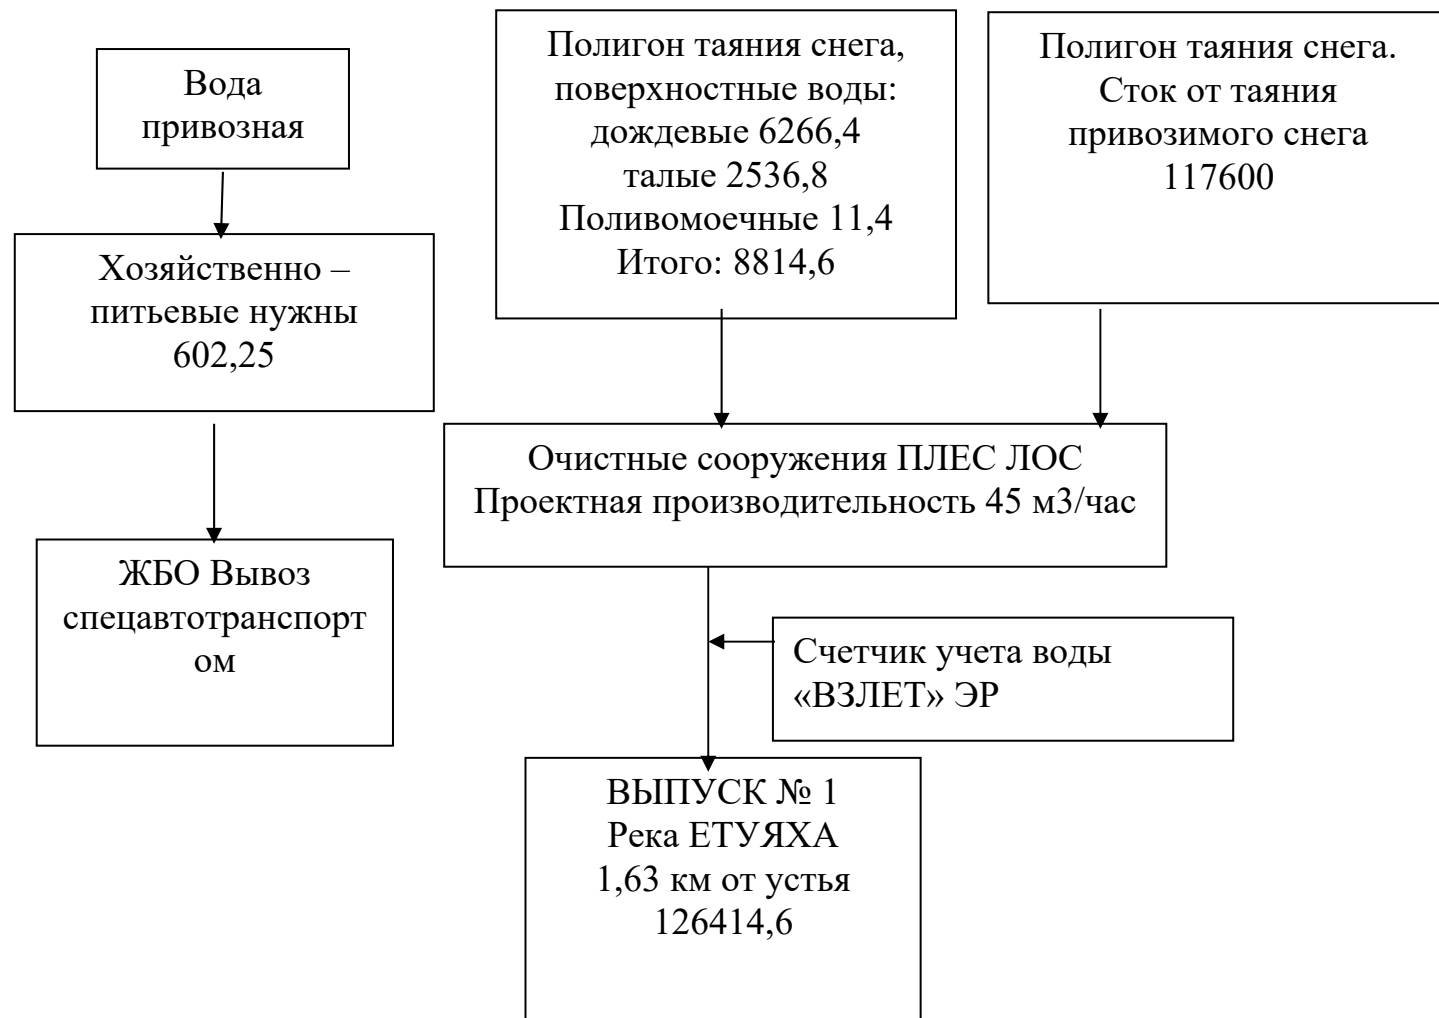 Вода
привозная
Хозяйственно –
питьевые нужны
602,25
ЖБО Вывоз
спецавтотранспорт
ом
Полигон таяния снега,
поверхностные воды:
дождевые 6266,4
талые 2536,8
Поливомоечные 11,4
Итого: 8814,6
Полигон таяния снега.
Сток от таяния
привозимого снега
117600
Очистные сооружения ПЛЕС ЛОС
Проектная производительность 45 м3/час
Счетчик учета воды
«ВЗЛЕТ» ЭР
ВЫПУСК № 1
Река ЕТУЯХА
1,63 км от устья
126414,6